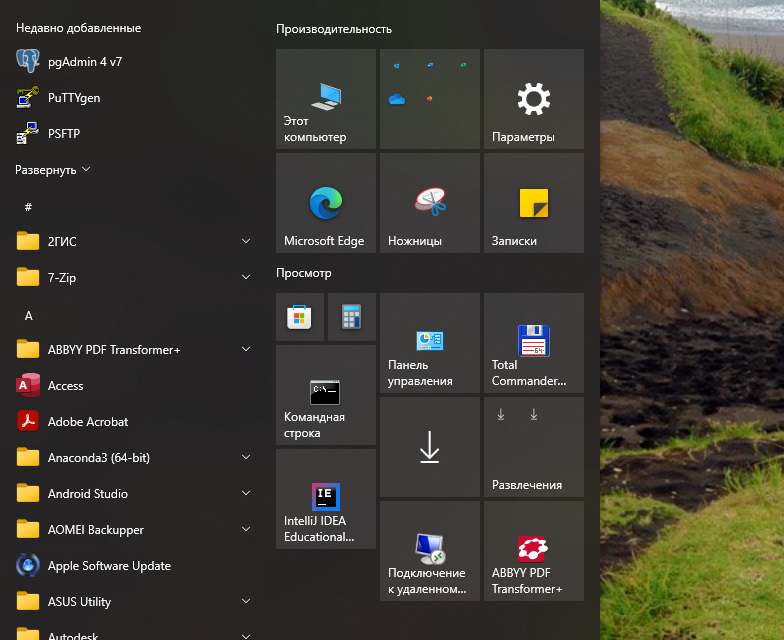 Недавно добавленные
pgAdmin 4 v7
PuTTYgen
PSFTP
Развернуть
#
2ГИС
7-Zip
A
ABBYY PDF Transformer+
Access
Adobe Acrobat
Anaconda3 (64-bit)
Android Studio
AOMEI Backupper
Apple Software Update
ASUS Utility
Autodesk
Производительность
Этот
компьютер
Параметры
Microsoft Edge
Ножницы
Записки
Просмотр
Панель
управления
64
Total
Commander...
C:\_
Командная
строка
Развлечения
IE
IntelliJ IDEA
Educational...
Подключение
к удаленном...
ABBYY PDF
Transformer+